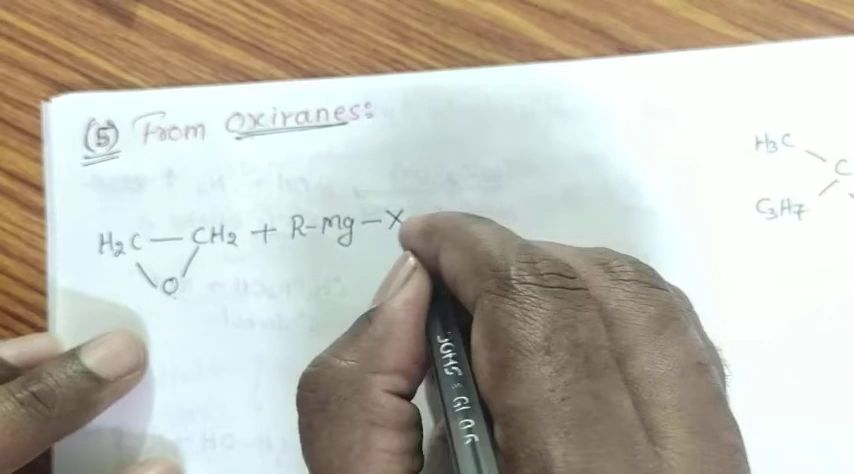 (5) From Oxiranes:
H₂C — CH₂ + R-Mg-X
O
H3C
C
C3H7